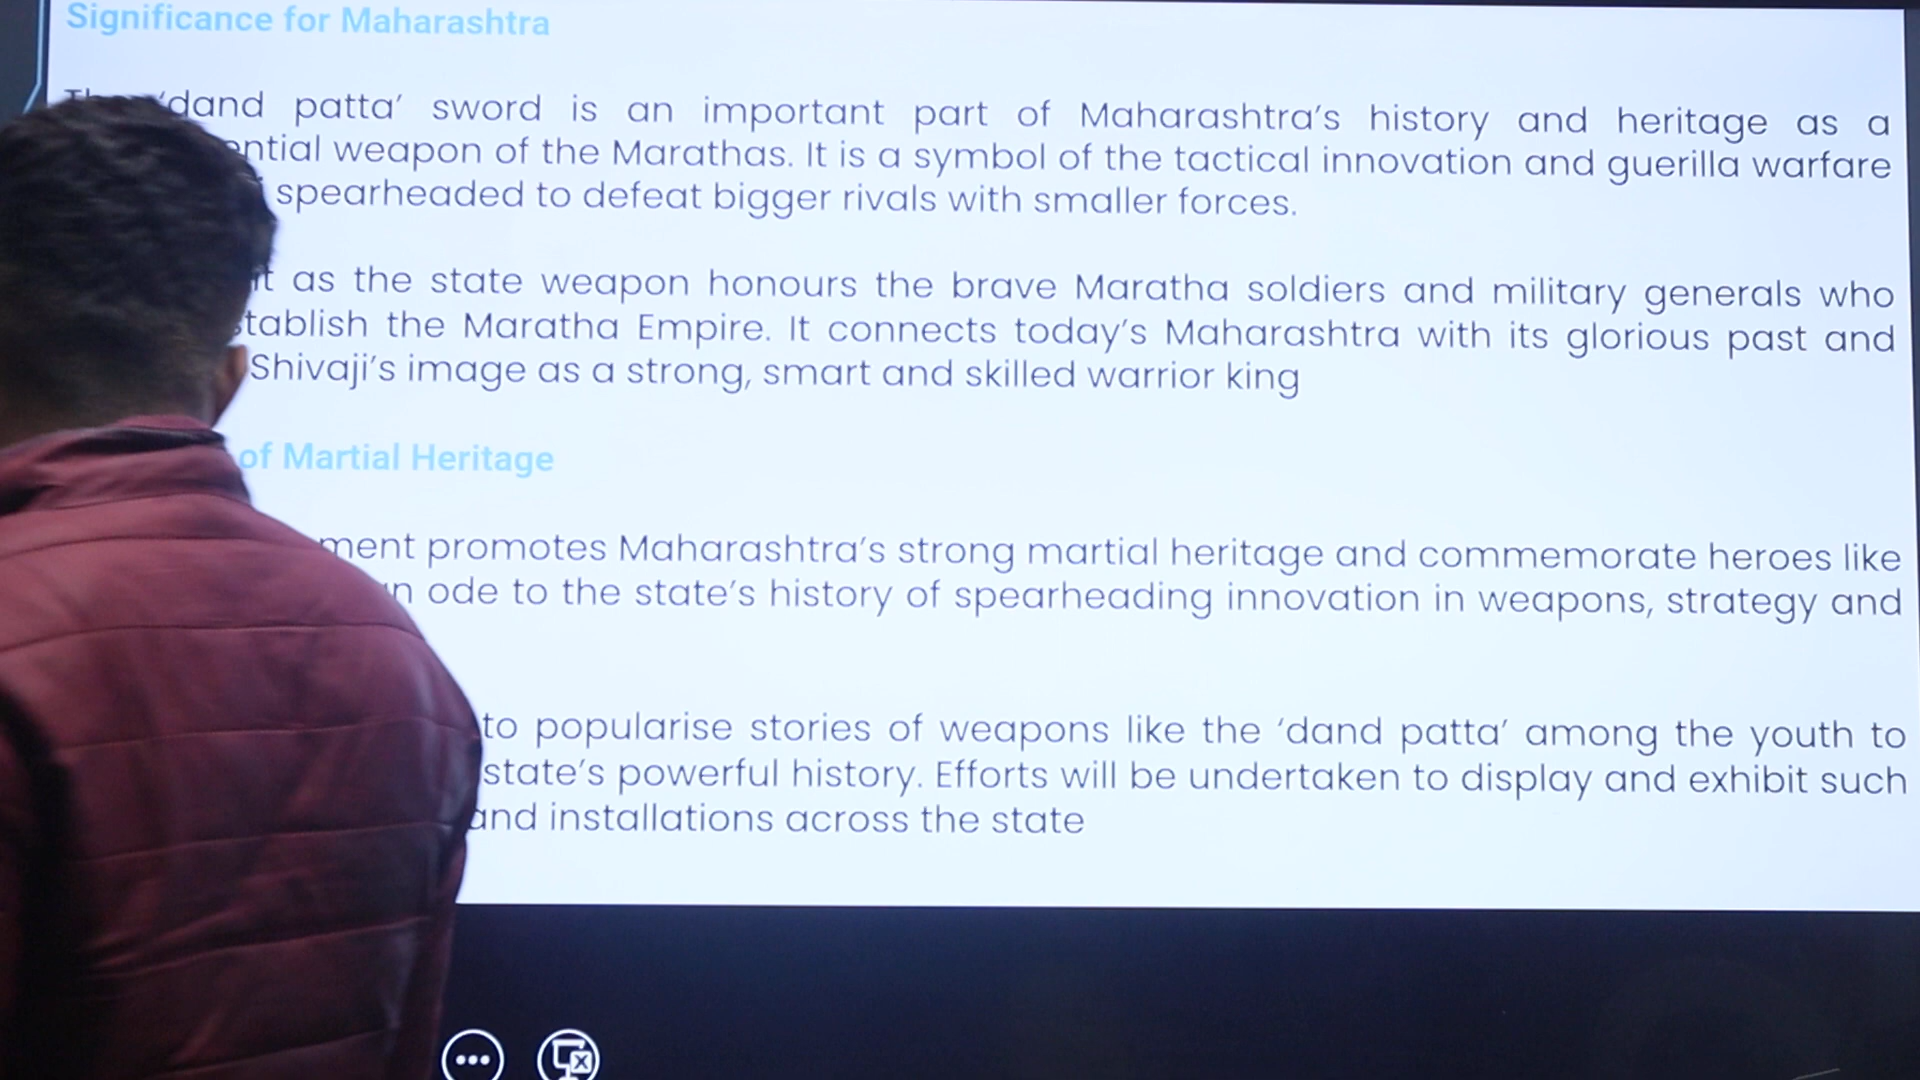 Significance for Maharashtra
The 'dand patta' sword is an important part of Maharashtra's history and heritage as a
weapon of the Marathas. It is a symbol of the tactical innovation and guerilla warfare
spearheaded to defeat bigger rivals with smaller forces.
as the state weapon honours the brave Maratha soldiers and military generals who
the Maratha Empire. It connects today's Maharashtra with its glorious past and
Shivaji's image as a strong, smart and skilled warrior king
of Martial Heritage
promotes Maharashtra's strong martial heritage and commemorate heroes like
ode to the state's history of spearheading innovation in weapons, strategy and
to popularise stories of weapons like the 'dand patta' among the youth to
state's powerful history. Efforts will be undertaken to display and exhibit such
and installations across the state